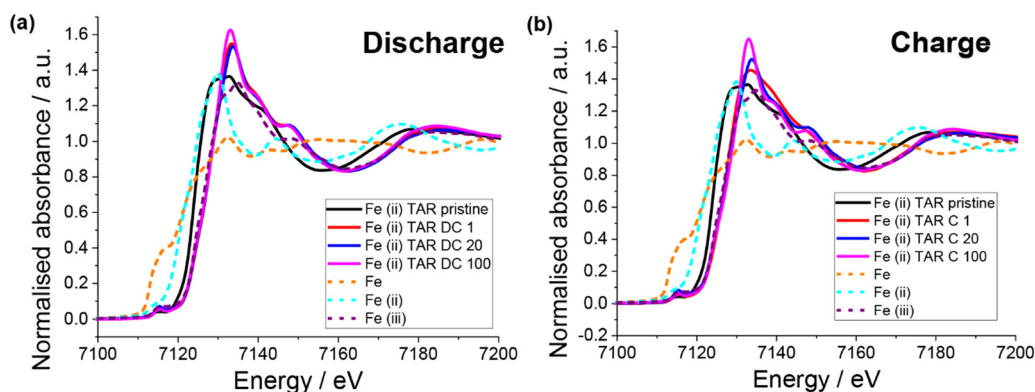 (a)
Discharge
Normalised absorbance / a.u.
1.6
1.4
1.2
1.0
0.8
0.6
0.4
0.2
0.0
Fe (ii) TAR pristine
Fe (ii) TAR DC 1
Fe (ii) TAR DC 20
Fe (ii) TAR DC 100
Fe
Fe (ii)
Fe (iii)
7100 7120 7140 7160 7180 7200
Energy / eV
(b)
Charge
Normalised absorbance / a.u.
1.6
1.4
1.2
1.0
0.8
0.6
0.4
0.2
0.0
-0.2
Fe (ii) TAR pristine
Fe (ii) TAR C 1
Fe (ii) TAR C 20
Fe (ii) TAR C 100
Fe
Fe (ii)
Fe (iii)
7100 7120 7140 7160 7180 7200
Energy / eV